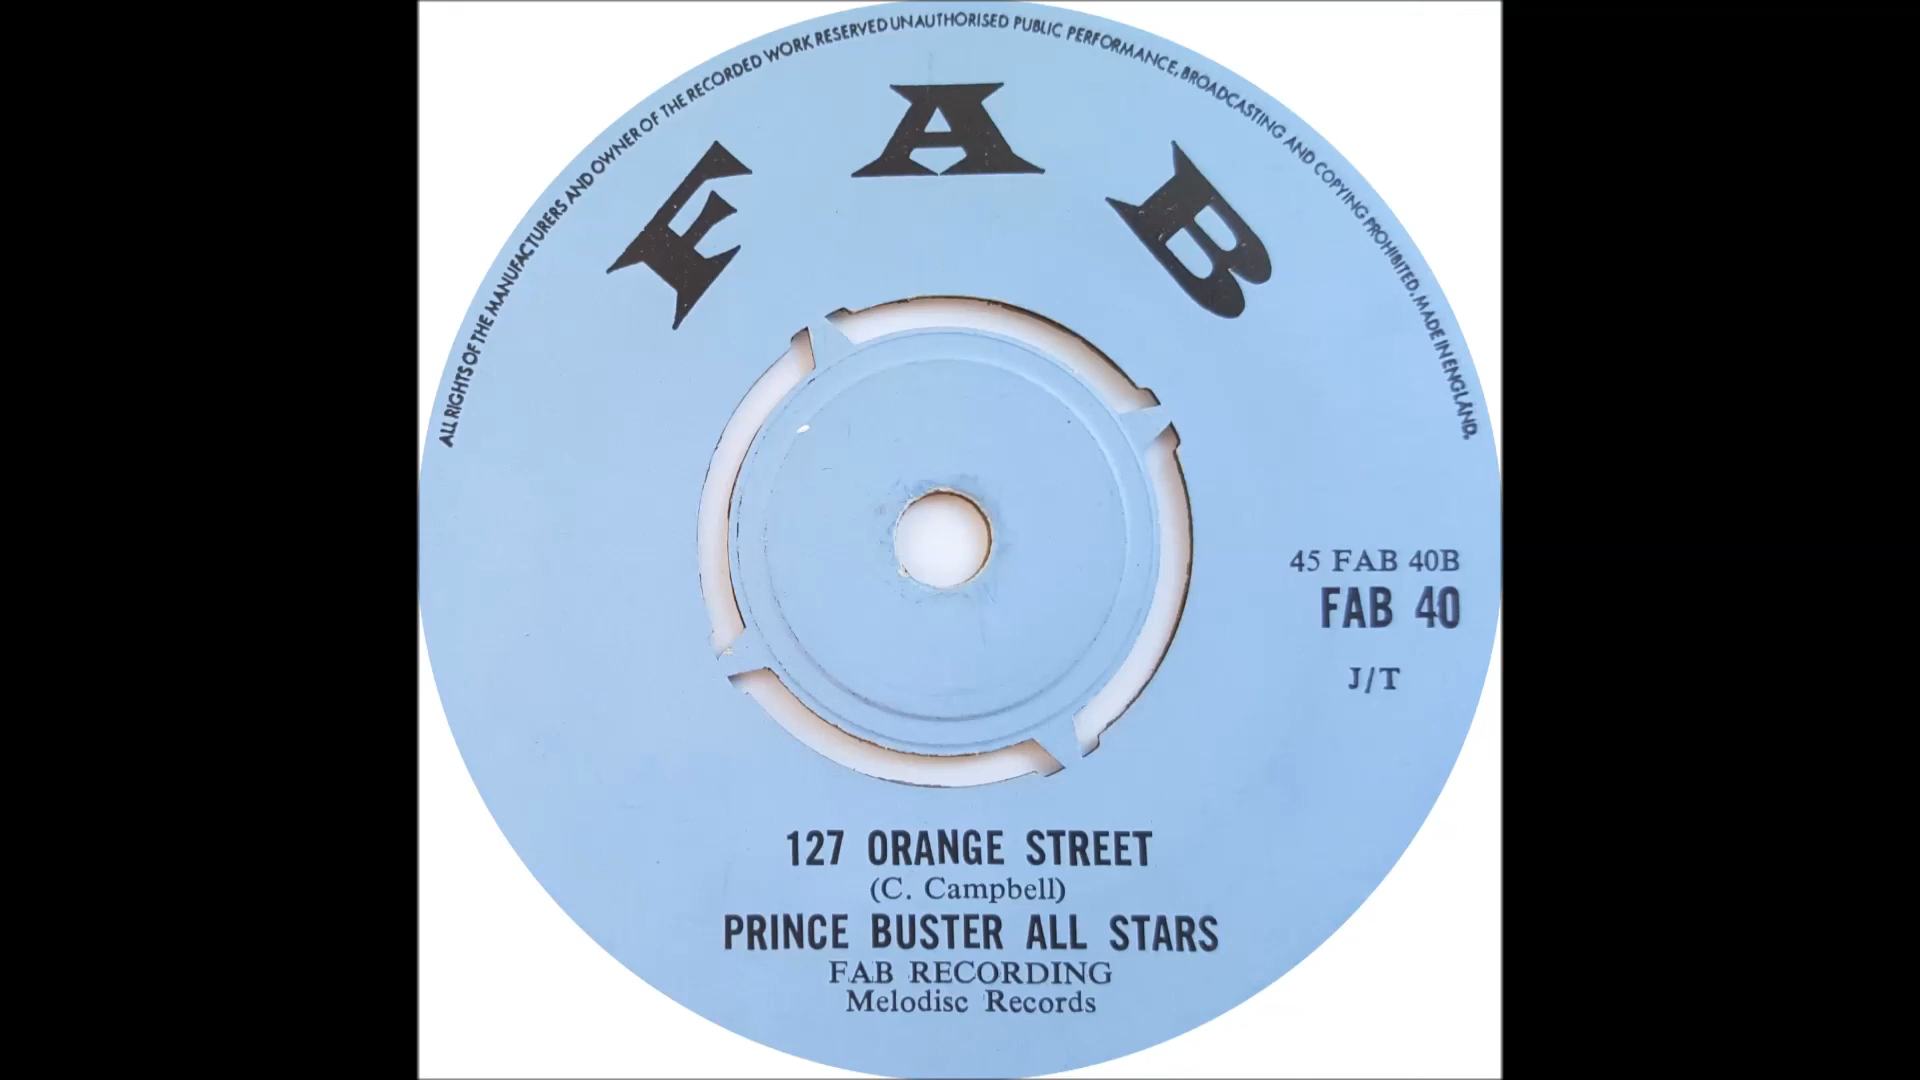 ALL RIGHTS OF THE MANUFACTURERS AND OWNER OF THE RECORDED WORK RESERVED UNAUTHORISED PUBLIC PERFORMANCE, BROADCASTING AND COPYING PROHIBITED. MADE IN ENGLAND.
FAB
45 FAB 40B
FAB 40
J/T
127 ORANGE STREET
(C. Campbell)
PRINCE BUSTER ALL STARS
FAB RECORDING
Melodisc Records